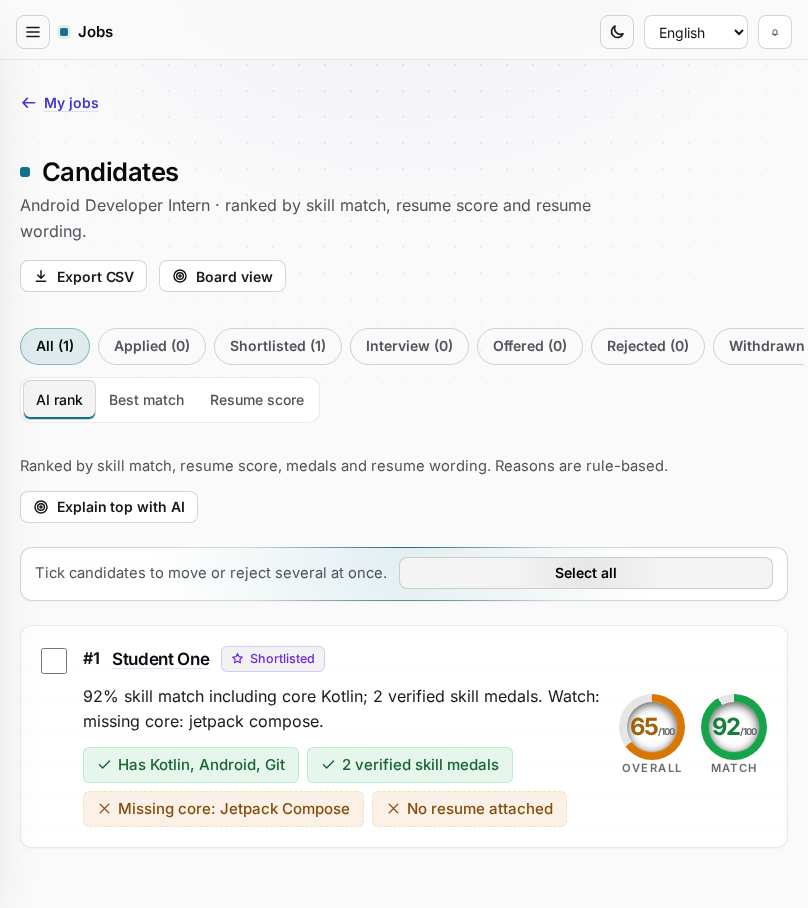 Jobs
English
My jobs
Candidates
Android Developer Intern · ranked by skill match, resume score and resume
wording.
Export CSV
Board view
All (1)
Applied (0)
Shortlisted (1)
Interview (0)
Offered (0)
Rejected (0)
Withdrawn
AI rank
Best match
Resume score
Ranked by skill match, resume score, medals and resume wording. Reasons are rule-based.
Explain top with AI
Tick candidates to move or reject several at once.
Select all
#1 Student One
Shortlisted
92% skill match including core Kotlin; 2 verified skill medals. Watch:
missing core: jetpack compose.
Has Kotlin, Android, Git
2 verified skill medals
Missing core: Jetpack Compose
No resume attached
65/100
OVERALL
92/100
MATCH